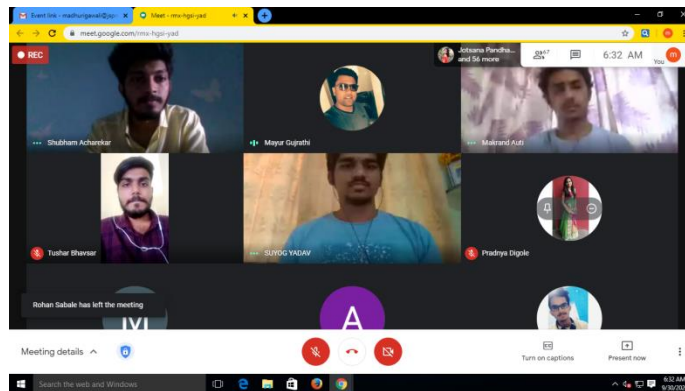 Event link - madhurigavali@jsp
Meet – rmx-hgsi-yad
meet.google.com/rmx-hgsi-yad
REC
Jotsana Pandha...
and 56 more
67
6:32 AM
You
m
Shubham Acharekar
Mayur Gujrathi
Makrand Auti
Tushar Bhavsar
SUYOG YADAV
Pradnya Digole
Rohan Sabale has left the meeting
M
A
Meeting details
Turn on captions
Present now
Search the web and Windows
6:32 AM